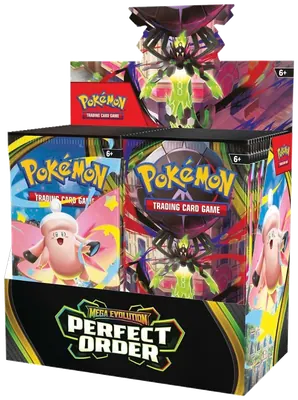 POKéMON
TRADING CARD GAME
6+
6+
POKéMON
TRADING CARD GAME
6+
POKéMON
TRADING CARD GAME
MEGA EVOLUTION
PERFECT ORDER